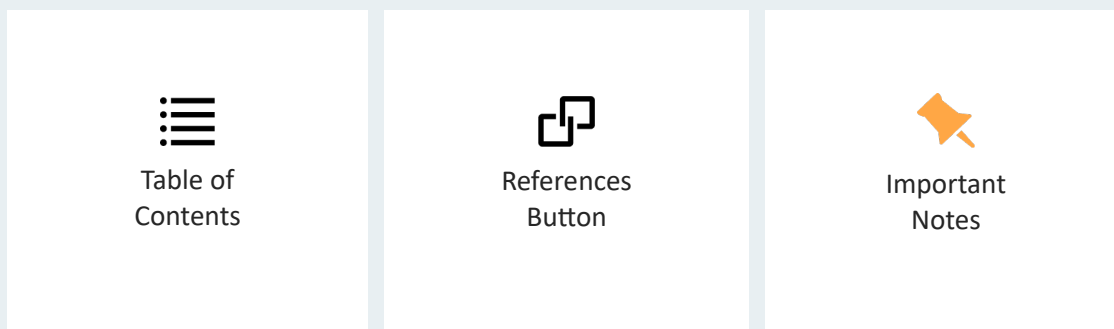 Table of
Contents
References
Button
Important
Notes